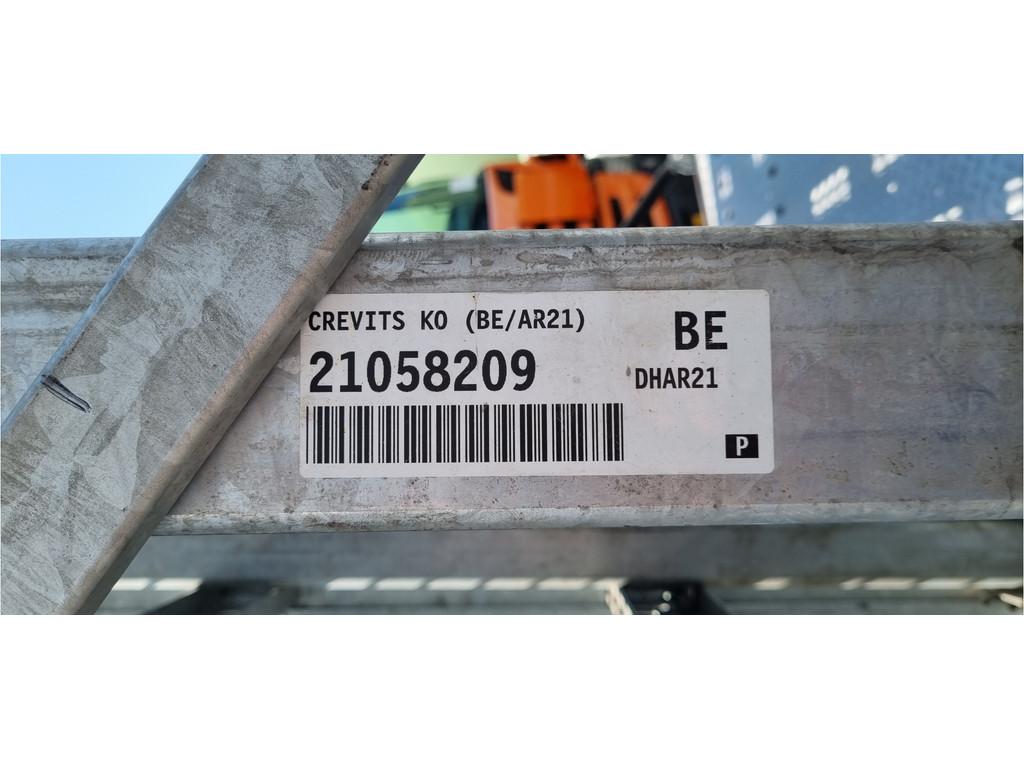 CREVITS KO (BE/AR21)
BE
21058209
DHAR21
P